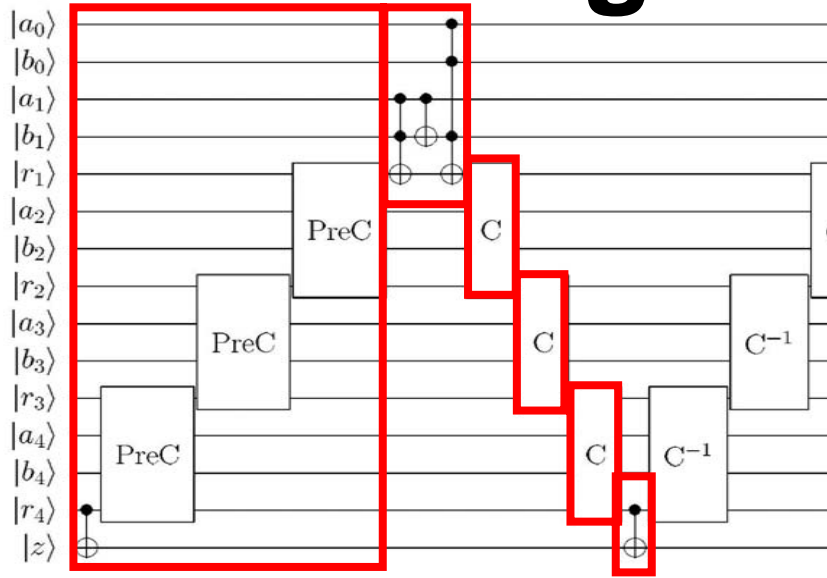 g
|a₀⟩
|b₀⟩
|a₁⟩
|b₁⟩
|r₁⟩
|a₂⟩ PreC C
|b₂⟩
|r₂⟩
|a₃⟩ PreC C C⁻¹
|b₃⟩
|r₃⟩
|a₄⟩ PreC C C⁻¹
|b₄⟩
|r₄⟩
|z⟩